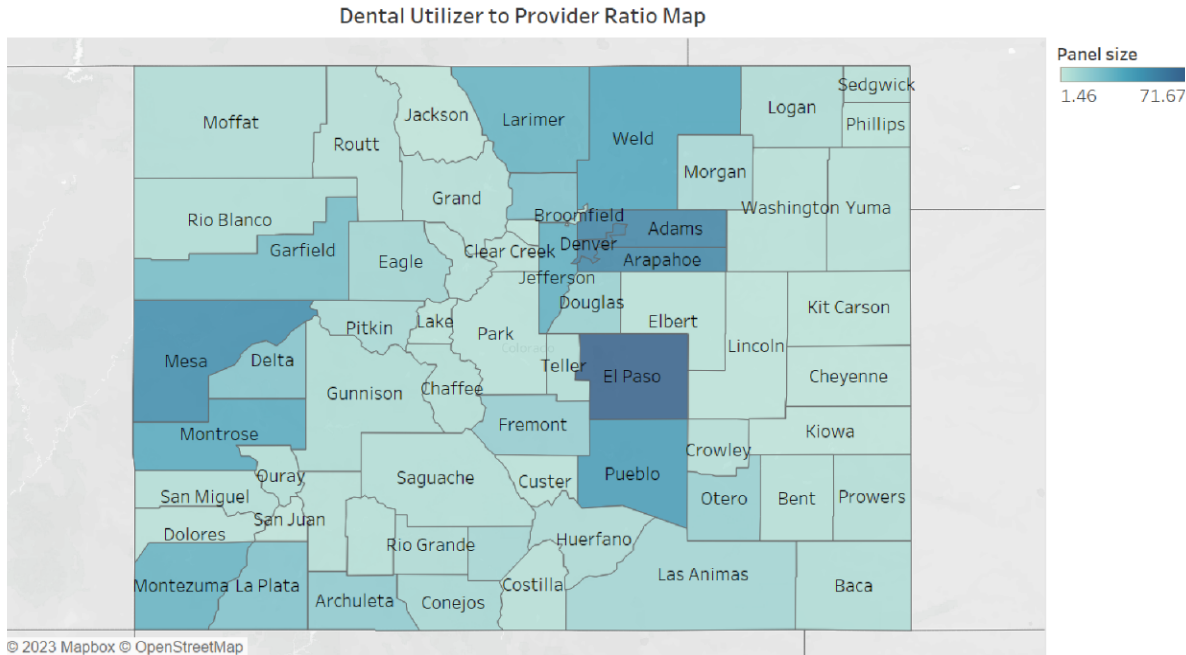 Dental Utilizer to Provider Ratio Map
Panel size
1.46 71.67
Sedgwick
Logan
Jackson
Larimer
Moffat
Phillips
Weld
Routt
Morgan
Grand
Washington Yuma
Rio Blanco
Broomfield
Adams
Denver
Garfield
Clear Creek
Eagle
Arapahoe
Jefferson
Douglas
Kit Carson
Lake
Elbert
Pitkin
Park
Lincoln
Colorado
Mesa
Delta
Teller
El Paso
Cheyenne
Chaffee
Gunnison
Fremont
Montrose
Kiowa
Crowley
Ouray
Saguache
Pueblo
Custer
San Miguel
Otero
Bent
Prowers
San Juan
Dolores
Huerfano
Rio Grande
Las Animas
Montezuma
La Plata
Costilla
Baca
Archuleta
Conejos
© 2023 Mapbox © OpenStreetMap